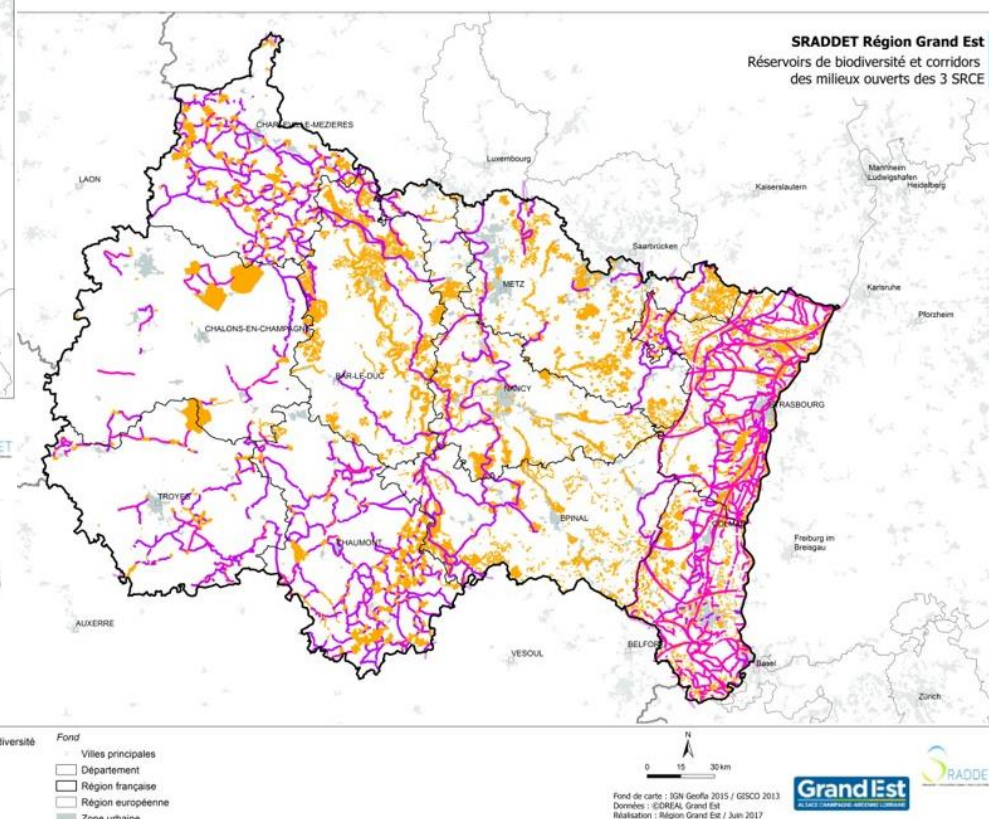 SRADDET Région Grand Est
Réservoirs de biodiversité et corridors
des milieux ouverts des 3 SRCE
CHARLEVILLE-MEZIERES
LAON
Luxembourg
Mannheim
Ludwigshafen
Heidelberg
Kaiserslautern
Saarbrücken
METZ
Karlsruhe
Pforzheim
CHALONS-EN-CHAMPAGNE
BAR-LE-DUC
NANCY
STRASBOURG
TROYES
EPINAL
CHAUMONT
COLMAR
Freiburg im
Breisgau
AUXERRE
VESOUL
BELFORT
Basel
Zürich
ET
diversité
Fond
Villes principales
Département
Région française
Région européenne
Zone urbaine
N
0 15 30 km
Fond de carte : IGN Geofla 2015 / GISCO 2013
Données : ©DREAL Grand Est
Réalisation : Région Grand Est / Juin 2017
GrandEst
ALSACE CHAMPAGNE-ARDENNE LORRAINE
SRADDE